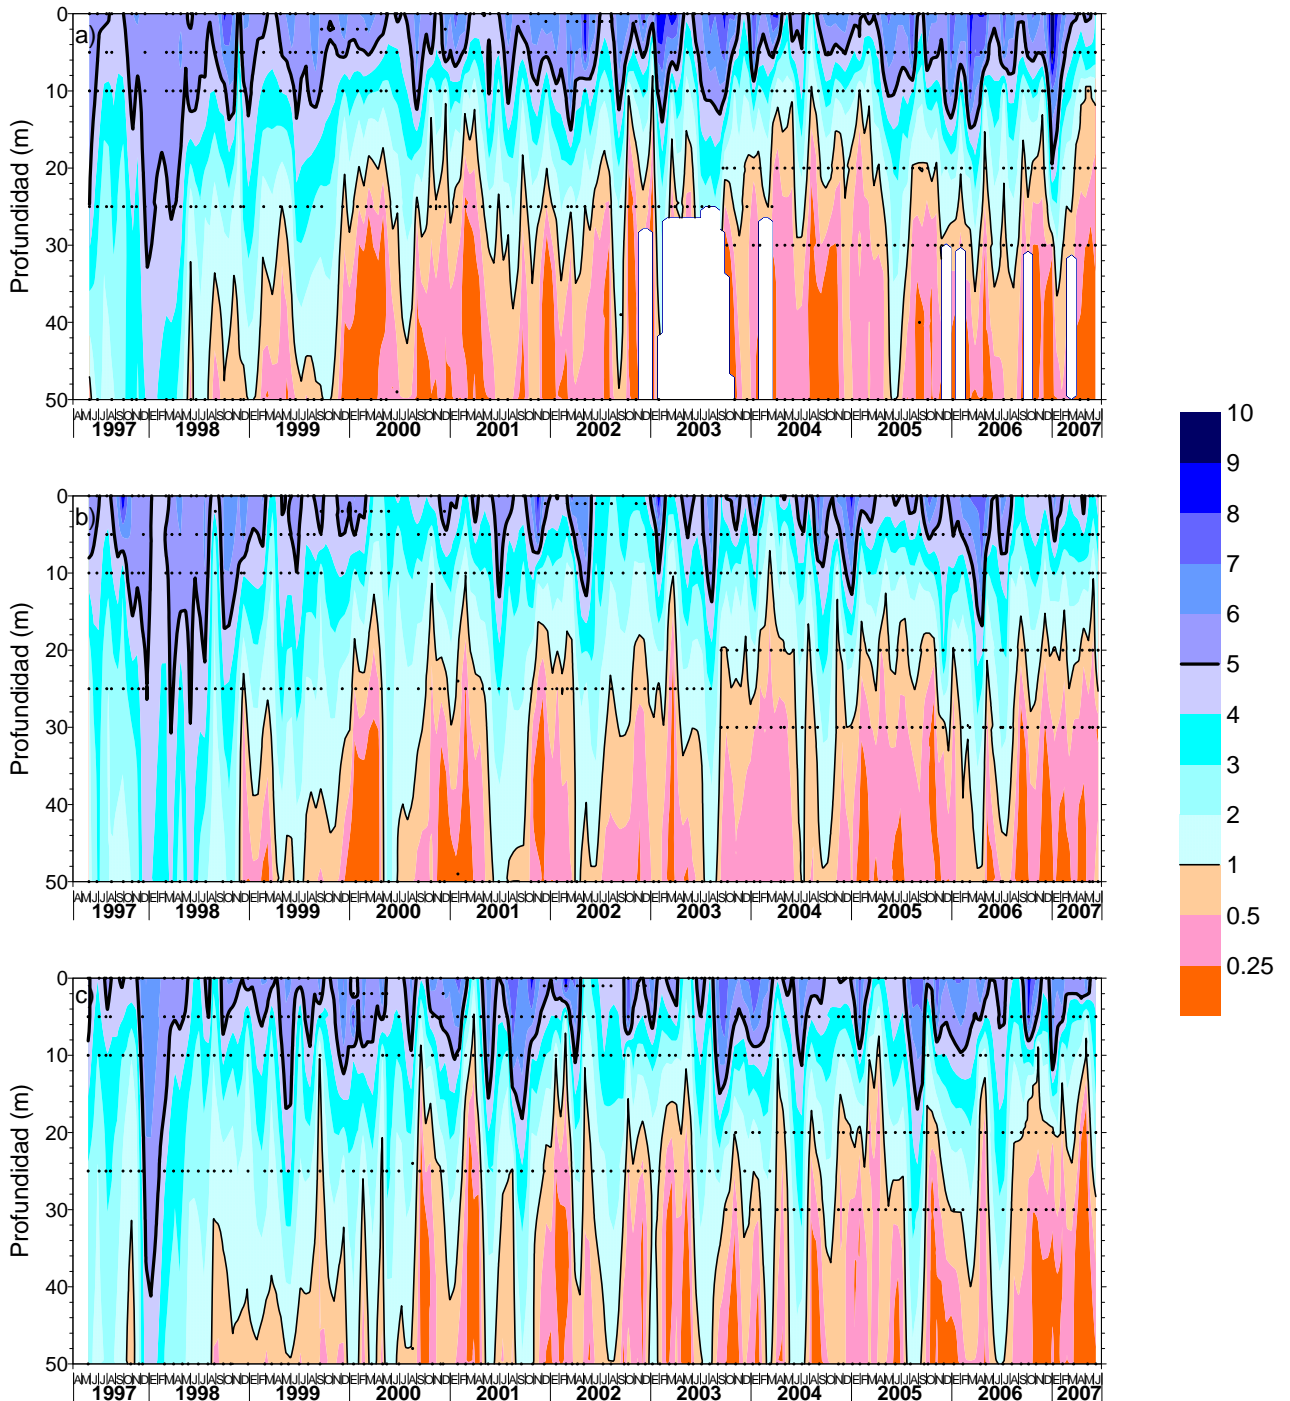 a)
Profundidad (m)
0
10
20
30
40
50
AMJJASONDEFMAMJJASONDEFMAMJJASONDEFMAMJJASONDEFMAMJJASONDEFMAMJJASONDEFMAMJJASONDEFMAMJJASONDEFMAMJJASONDEFMAMJJASONDEFMAMJ
1997 1998 1999 2000 2001 2002 2003 2004 2005 2006 2007
b)
Profundidad (m)
0
10
20
30
40
50
AMJJASONDEFMAMJJASONDEFMAMJJASONDEFMAMJJASONDEFMAMJJASONDEFMAMJJASONDEFMAMJJASONDEFMAMJJASONDEFMAMJJASONDEFMAMJJASONDEFMAMJ
1997 1998 1999 2000 2001 2002 2003 2004 2005 2006 2007
c)
Profundidad (m)
0
10
20
30
40
50
AMJJASONDEFMAMJJASONDEFMAMJJASONDEFMAMJJASONDEFMAMJJASONDEFMAMJJASONDEFMAMJJASONDEFMAMJJASONDEFMAMJJASONDEFMAMJJASONDEFMAMJ
1997 1998 1999 2000 2001 2002 2003 2004 2005 2006 2007
10
9
8
7
6
5
4
3
2
1
0.5
0.25